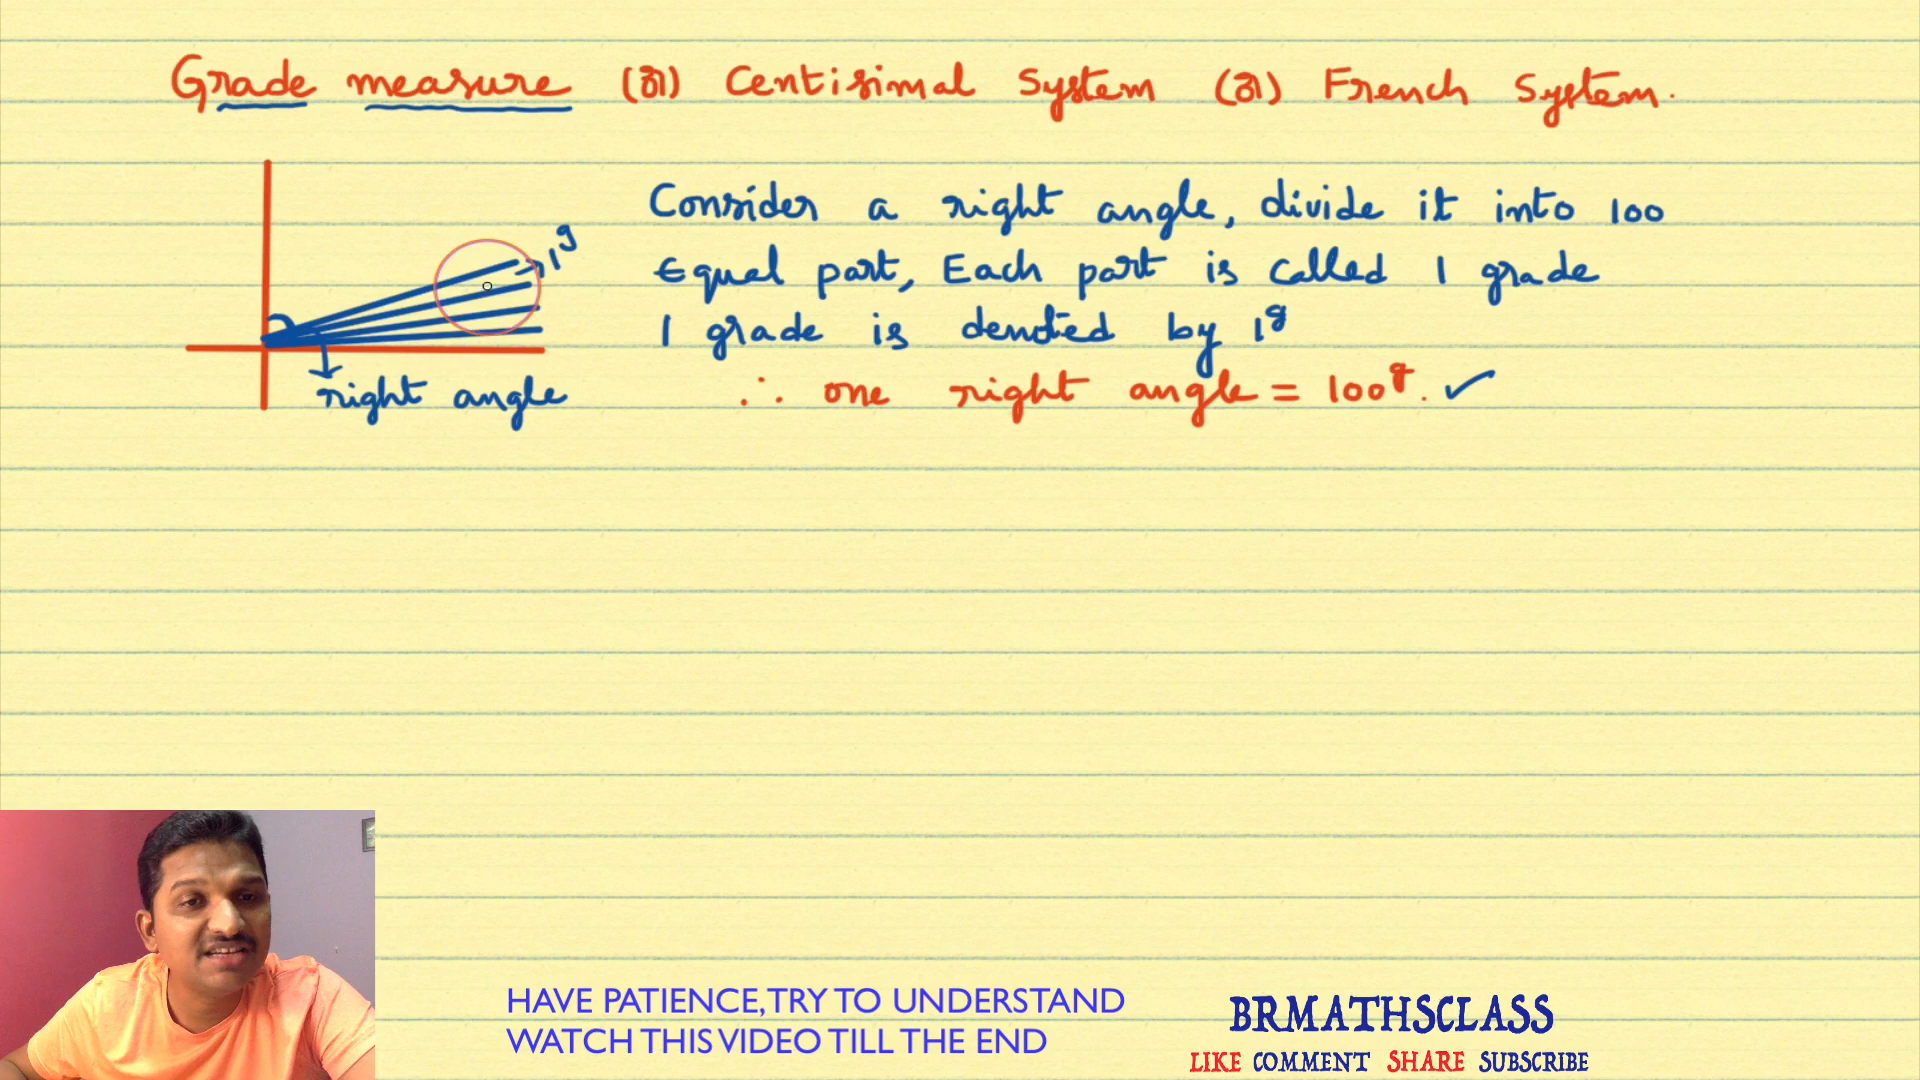 Grade measure (or) Centisimal System (or) French System.
1g
right angle
Consider a right angle, divide it into 100
Equal part, Each part is called 1 grade
1 grade is denoted by 1g
∴ one right angle = 100g.
HAVE PATIENCE,TRY TO UNDERSTAND
WATCH THIS VIDEO TILL THE END
BRMATHSCLASS
LIKE COMMENT SHARE SUBSCRIBE